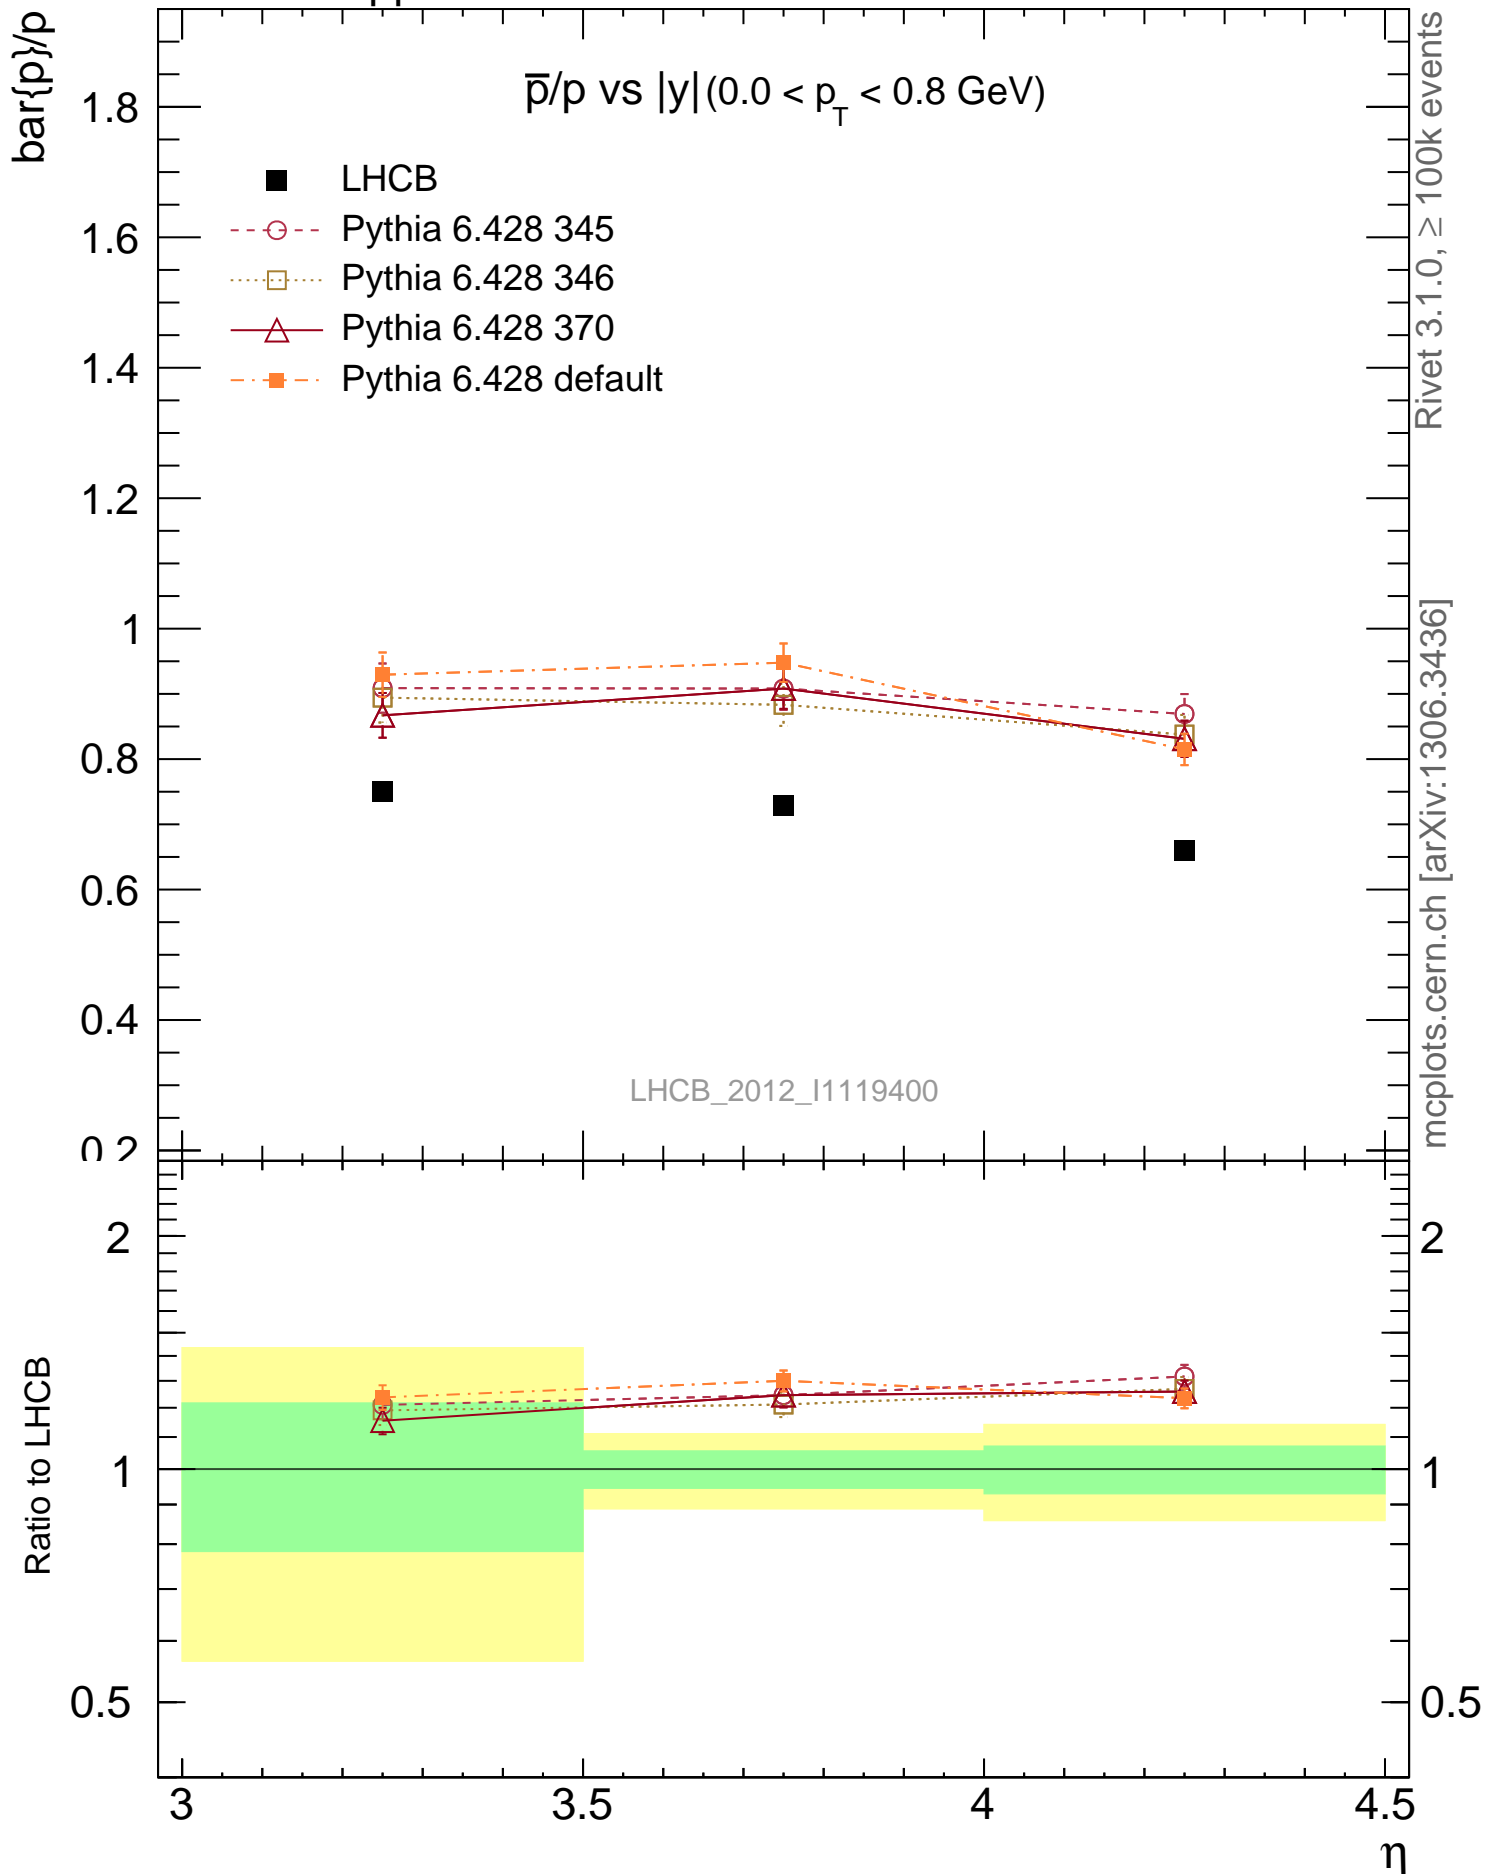 bar{p}/p
p̅/p vs |y| (0.0 < p_T < 0.8 GeV)
LHCB
Pythia 6.428 345
Pythia 6.428 346
Pythia 6.428 370
Pythia 6.428 default
1.8
1.6
1.4
1.2
1
0.8
0.6
0.4
0.2
LHCB_2012_I1119400
Rivet 3.1.0, ≥ 100k events
mcplots.cern.ch [arXiv:1306.3436]
Ratio to LHCB
2
1
0.5
2
1
0.5
3
3.5
4
4.5
η